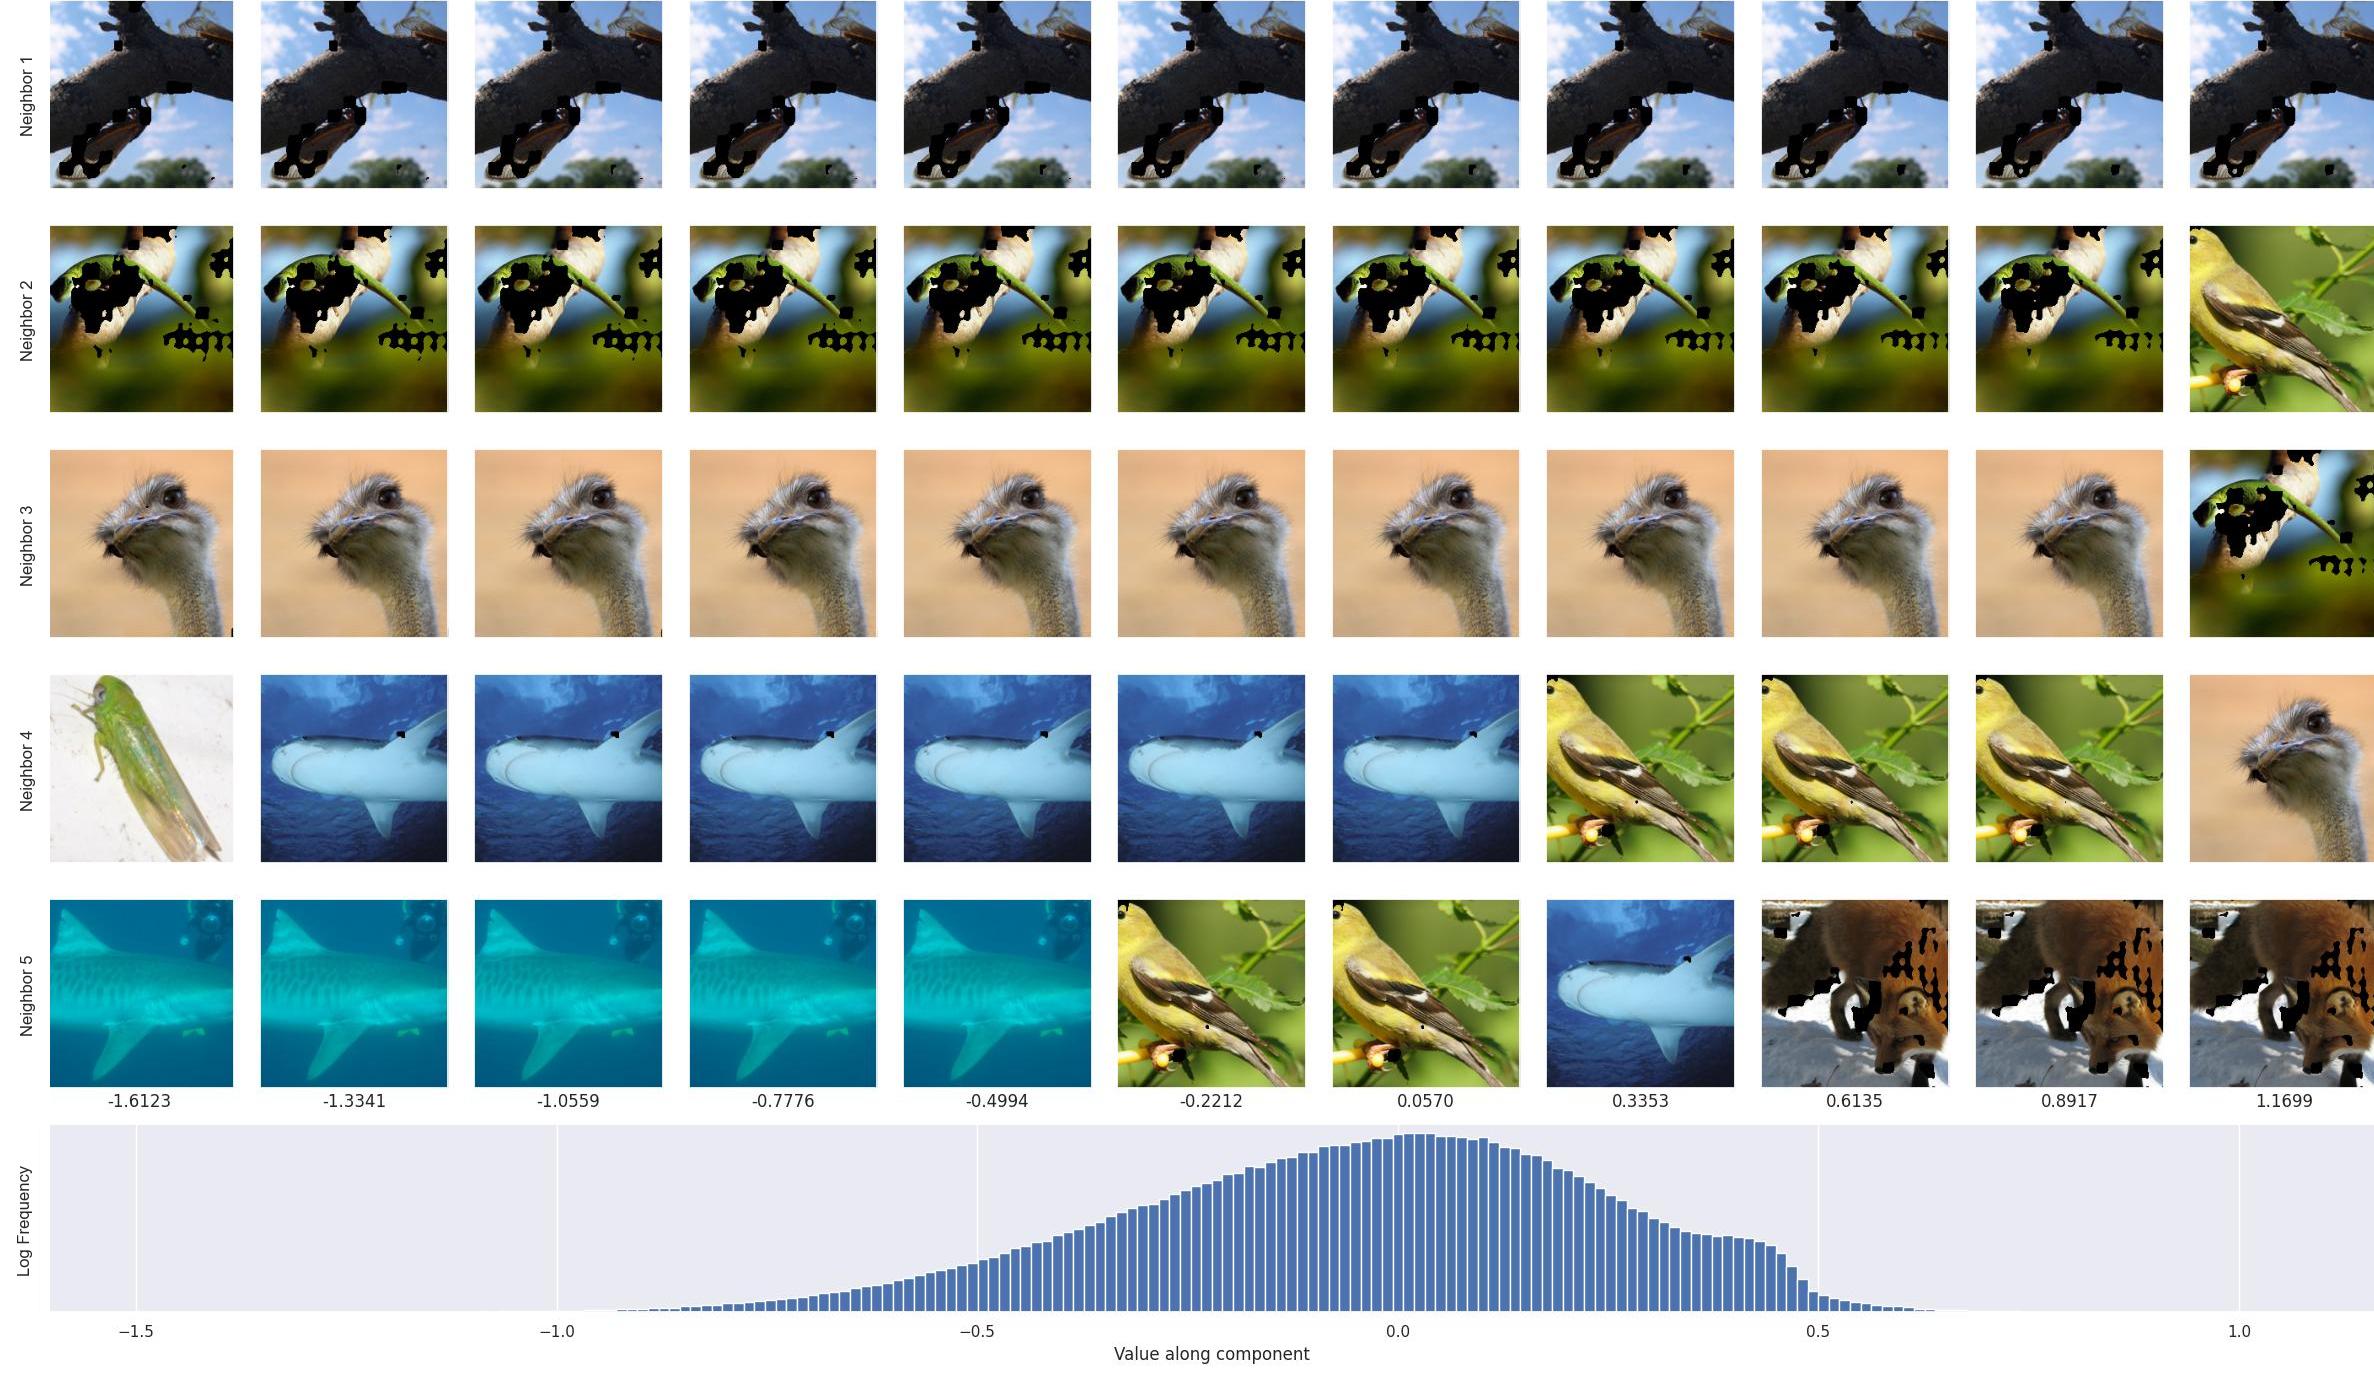 Neighbor 1
Neighbor 2
Neighbor 3
Neighbor 4
Neighbor 5
-1.6123 -1.3341 -1.0559 -0.7776 -0.4994 -0.2212 0.0570 0.3353 0.6135 0.8917 1.1699
Log Frequency
−1.5 −1.0 −0.5 0.0 0.5 1.0
Value along component